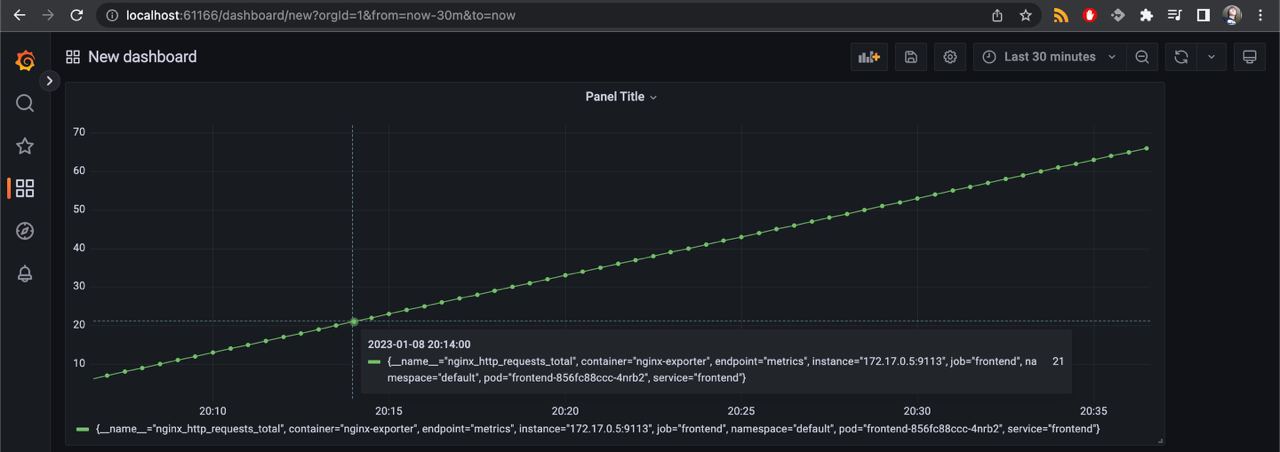 localhost:61166/dashboard/new?orgId=1&from=now-30m&to=now
New dashboard
Last 30 minutes
Panel Title
70
60
50
40
30
20
10
2023-01-08 20:14:00
{__name__="nginx_http_requests_total", container="nginx-exporter", endpoint="metrics", instance="172.17.0.5:9113", job="frontend", na 21
mespace="default", pod="frontend-856fc88ccc-4nrb2", service="frontend"}
20:10 20:15 20:20 20:25 20:30 20:35
{__name__="nginx_http_requests_total", container="nginx-exporter", endpoint="metrics", instance="172.17.0.5:9113", job="frontend", namespace="default", pod="frontend-856fc88ccc-4nrb2", service="frontend"}